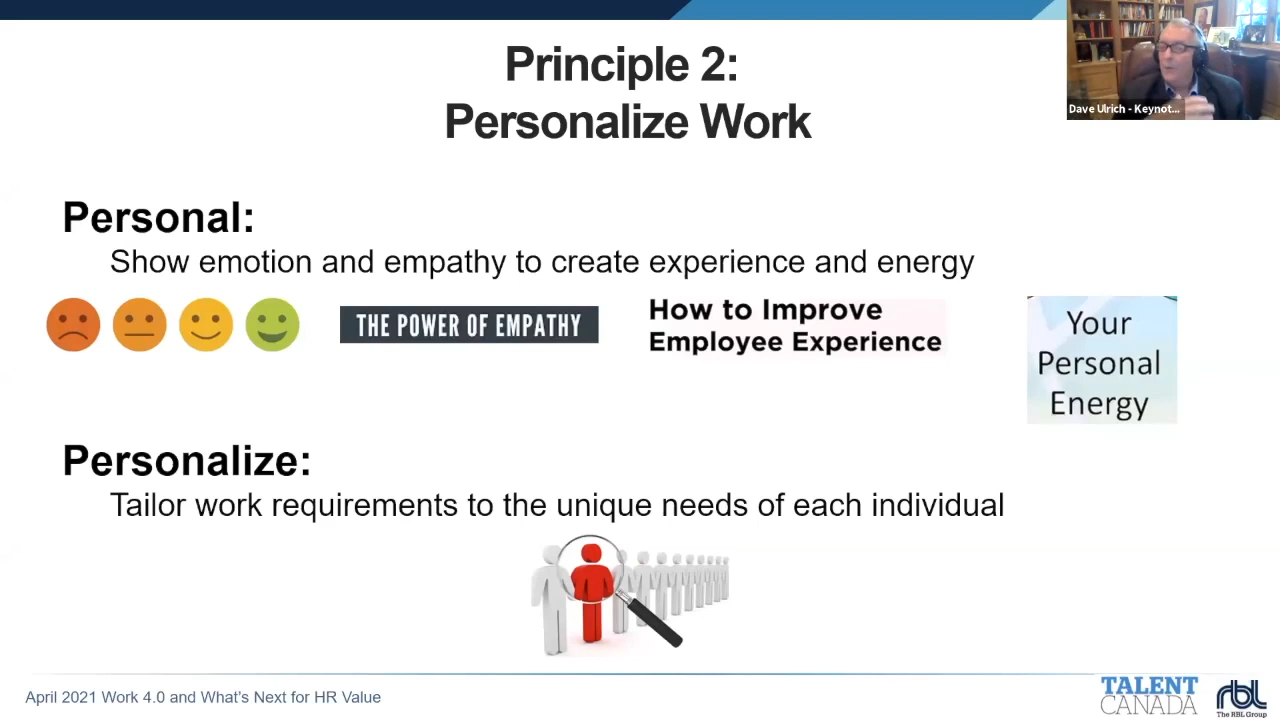 Principle 2:
Personalize Work
Dave Ulrich - Keynot...
Personal:
Show emotion and empathy to create experience and energy
THE POWER OF EMPATHY
How to Improve
Employee Experience
Your
Personal
Energy
Personalize:
Tailor work requirements to the unique needs of each individual
April 2021 Work 4.0 and What's Next for HR Value
TALENT
CANADA
rbl
The RBL Group